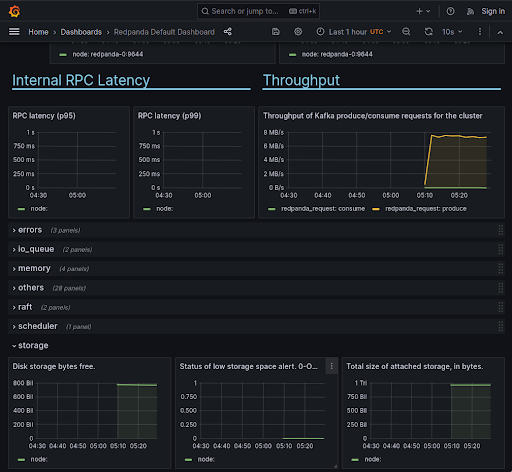 Search or jump to... ctrl+k Sign in
Home › Dashboards › Redpanda Default Dashboard Last 1 hour UTC 10s
node: redpanda-0:9644 node: redpanda-0:9644
Internal RPC Latency Throughput
RPC latency (p95) RPC latency (p99) Throughput of Kafka produce/consume requests for the cluster
1 s 1 s 8 MB/s
750 ms 750 ms 6 MB/s
500 ms 500 ms 4 MB/s
250 ms 250 ms 2 MB/s
0 s 0 s 0 B/s
04:30 05:00 04:30 05:00 04:30 04:40 04:50 05:00 05:10 05:20
node: node: redpanda_request: consume redpanda_request: produce
errors (3 panels)
io_queue (2 panels)
memory (4 panels)
others (28 panels)
raft (2 panels)
scheduler (1 panel)
storage
Disk storage bytes free. Status of low storage space alert. 0-O... Total size of attached storage, in bytes.
800 Bil 1 1 Tri
600 Bil 0.750 750 Bil
400 Bil 0.500 500 Bil
200 Bil 0.250 250 Bil
0 0 0
04:30 04:40 04:50 05:00 05:10 05:20 04:30 04:40 04:50 05:00 05:10 05:20 04:30 04:40 04:50 05:00 05:10 05:20
node: node: node: